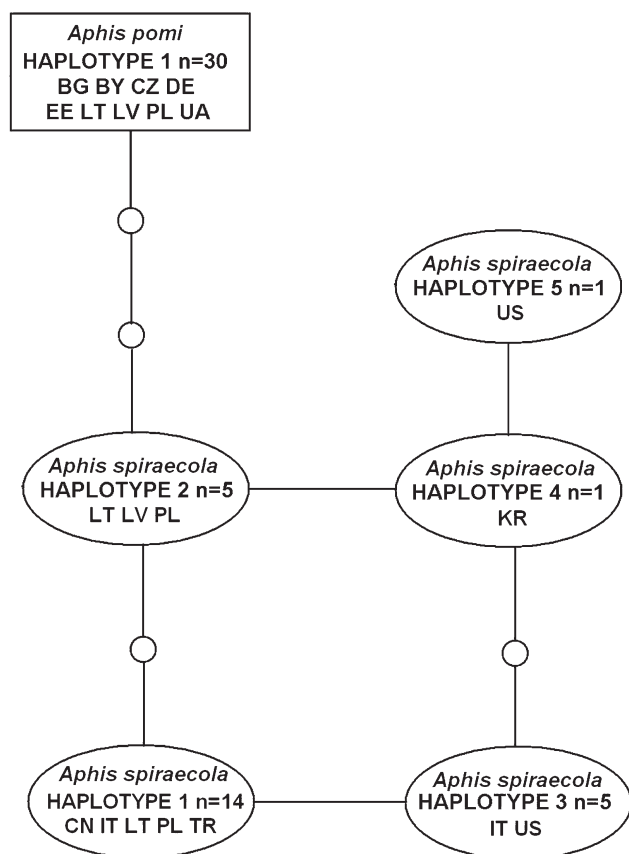 Aphis pomi
HAPLOTYPE 1 n=30
BG BY CZ DE
EE LT LV PL UA
Aphis spiraecola
HAPLOTYPE 5 n=1
US
Aphis spiraecola
HAPLOTYPE 2 n=5
LT LV PL
Aphis spiraecola
HAPLOTYPE 4 n=1
KR
Aphis spiraecola
HAPLOTYPE 1 n=14
CN IT LT PL TR
Aphis spiraecola
HAPLOTYPE 3 n=5
IT US